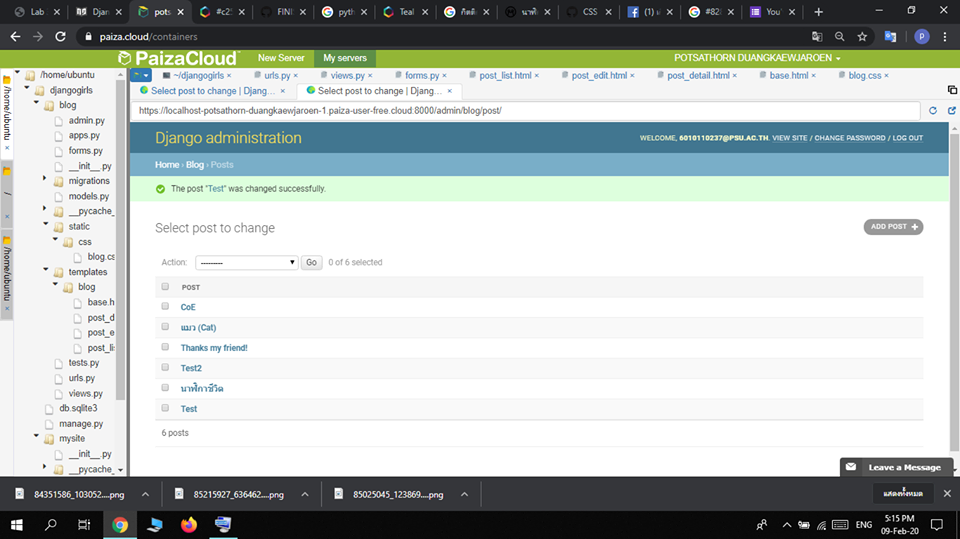 Lab
Djan
pots
#c25
FINI
pyth
Teal
กิตติ
นาฬิ
CSS
(1) เ
#828
You'
paiza.cloud/containers
PaizaCloud New Server My servers POTSATHORN DUANGKAEWJAROEN
/home/ubuntu
/
/home/ubuntu
/home/ubuntu
djangogirls
blog
admin.py
apps.py
forms.py
__init__.py
migrations
models.py
__pycache_
static
css
blog.cs
templates
blog
base.h
post_d
post_e
post_lis
tests.py
urls.py
views.py
db.sqlite3
manage.py
mysite
__init__.py
__pycache_
~/djangogirls × urls.py × views.py × forms.py × post_list.html × post_edit.html × post_detail.html × base.html × blog.css ×
Select post to change | Djang… × Select post to change | Djang… ×
https://localhost-potsathorn-duangkaewjaroen-1.paiza-user-free.cloud:8000/admin/blog/post/
Django administration
WELCOME, 6010110237@PSU.AC.TH. VIEW SITE / CHANGE PASSWORD / LOG OUT
Home › Blog › Posts
The post "Test" was changed successfully.
Select post to change
ADD POST +
Action: --------- Go 0 of 6 selected
POST
CoE
แมว (Cat)
Thanks my friend!
Test2
นาฬิกาชีวิต
Test
6 posts
Leave a Message
84351586_103052....png
85215927_636462....png
85025045_123869....png
แสดงทั้งหมด
ENG
5:15 PM
09-Feb-20